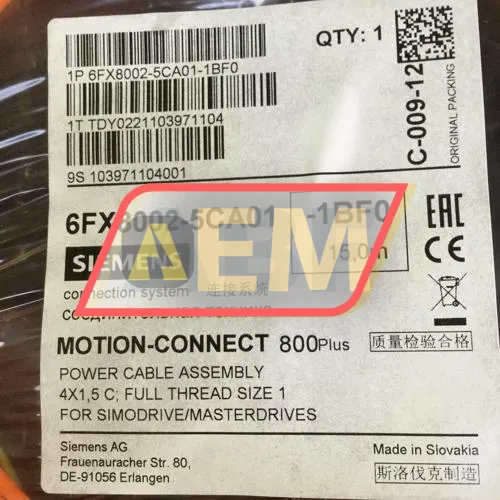 QTY: 1
1P 6FX8002-5CA01-1BF0
1T TDY0221103971104
9S 103971104001
C-009-12
ORIGINAL PACKING
6FX8002-5CA01 -1BF0
15,0m
SIEMENS
AEM
EAC
CE
connection system 连接系统
MOTION-CONNECT 800Plus
质量检验合格
POWER CABLE ASSEMBLY
4X1,5 C; FULL THREAD SIZE 1
FOR SIMODRIVE/MASTERDRIVES
Siemens AG
Frauenauracher Str. 80,
DE-91056 Erlangen
Made in Slovakia
斯洛伐克制造